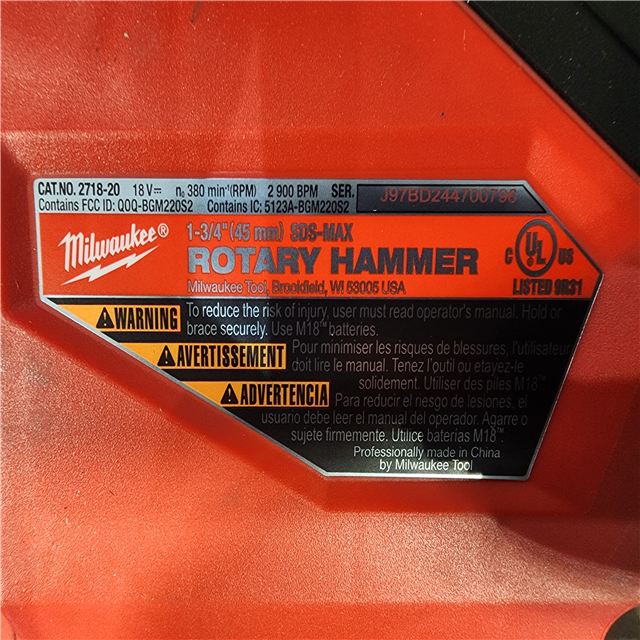 CAT.NO. 2718-20 18 V⎓ n₀ 380 min⁻¹(RPM) 2 900 BPM SER. J97BD244700796
Contains FCC ID: QOQ-BGM220S2 Contains IC: 5123A-BGM220S2
Milwaukee®
1-3/4" (45 mm) SDS-MAX
ROTARY HAMMER
Milwaukee Tool, Brookfield, WI 53005 USA
C UL US
LISTED 9B31
WARNING To reduce the risk of injury, user must read operator's manual. Hold or
brace securely. Use M18™ batteries.
AVERTISSEMENT Pour minimiser les risques de blessures, l'utilisateur
doit lire le manuel. Tenez l'outil ou etayez-le
solidement. Utiliser des piles M18™
ADVERTENCIA Para reducir el riesgo de lesiones, el
usuario debe leer el manual del operador. Agarre o
sujete firmemente. Utilice baterías M18™.
Professionally made in China
by Milwaukee Tool